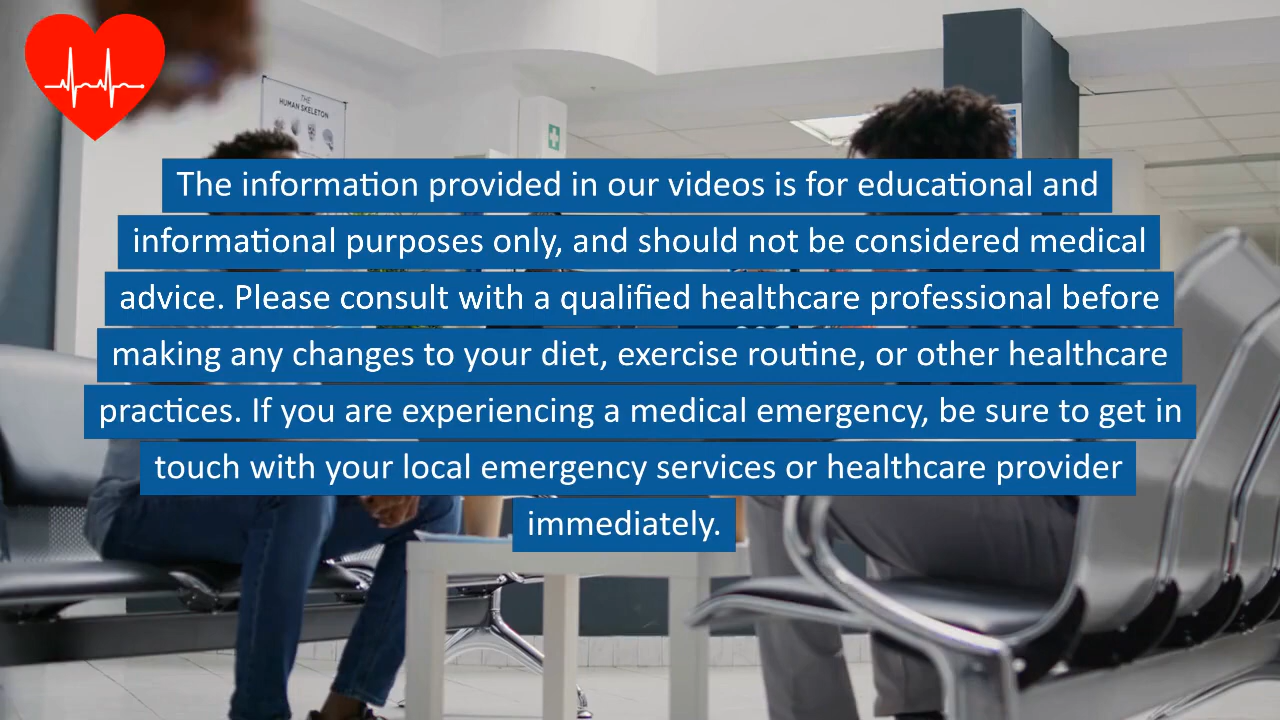 THE
HUMAN SKELETON
The information provided in our videos is for educational and
informational purposes only, and should not be considered medical
advice. Please consult with a qualified healthcare professional before
making any changes to your diet, exercise routine, or other healthcare
practices. If you are experiencing a medical emergency, be sure to get in
touch with your local emergency services or healthcare provider
immediately.